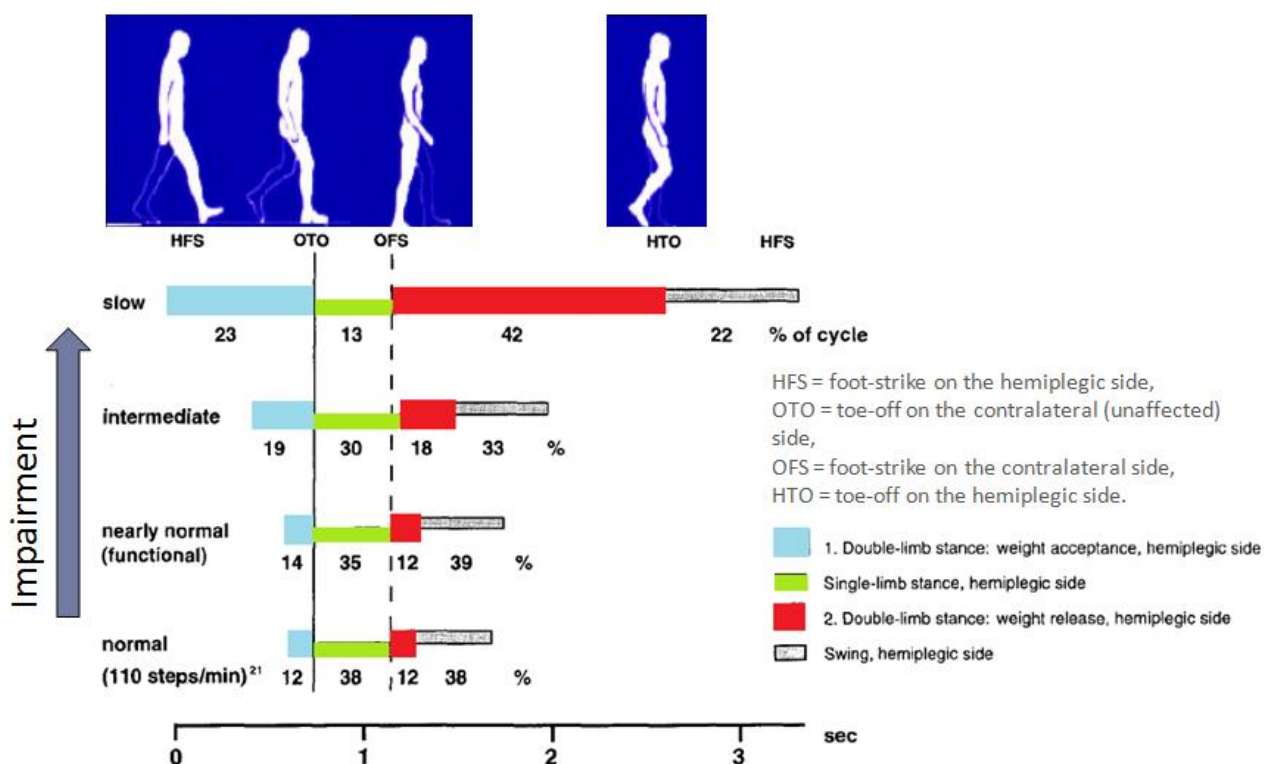 HFS OTO OFS HTO HFS
slow
23 13 42 22 % of cycle
Impairment
intermediate
19 30 18 33 %
nearly normal
(functional)
14 35 12 39 %
normal
(110 steps/min)²¹ 12 38 12 38 %
HFS = foot-strike on the hemiplegic side,
OTO = toe-off on the contralateral (unaffected)
side,
OFS = foot-strike on the contralateral side,
HTO = toe-off on the hemiplegic side.
1. Double-limb stance: weight acceptance, hemiplegic side
Single-limb stance, hemiplegic side
2. Double-limb stance: weight release, hemiplegic side
Swing, hemiplegic side
0 1 2 3 sec